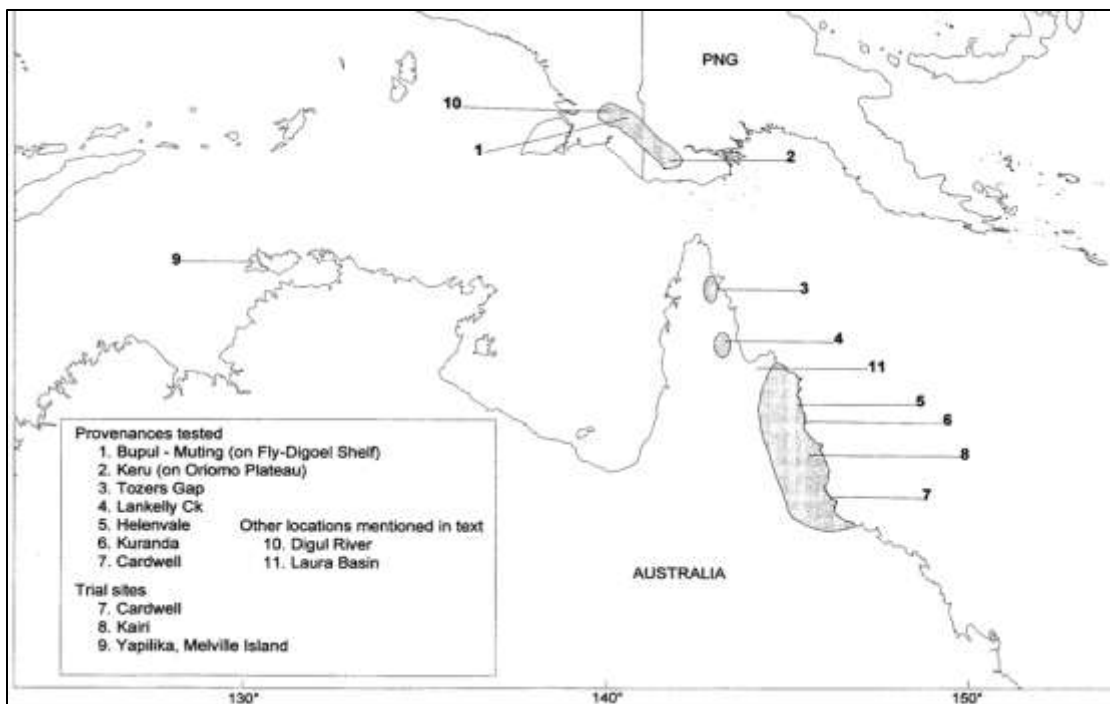 PNG
10
1
2
9
3
4
11
5
6
8
7
Provenances tested
1. Bupul - Muting (on Fly-Digoel Shelf)
2. Keru (on Oriomo Plateau)
3. Tozers Gap
4. Lankelly Ck
5. Helenvale
6. Kuranda
7. Cardwell
Other locations mentioned in text
10. Digul River
11. Laura Basin
Trial sites
7. Cardwell
8. Kairi
9. Yapilika, Melville Island
AUSTRALIA
130°
140°
150°